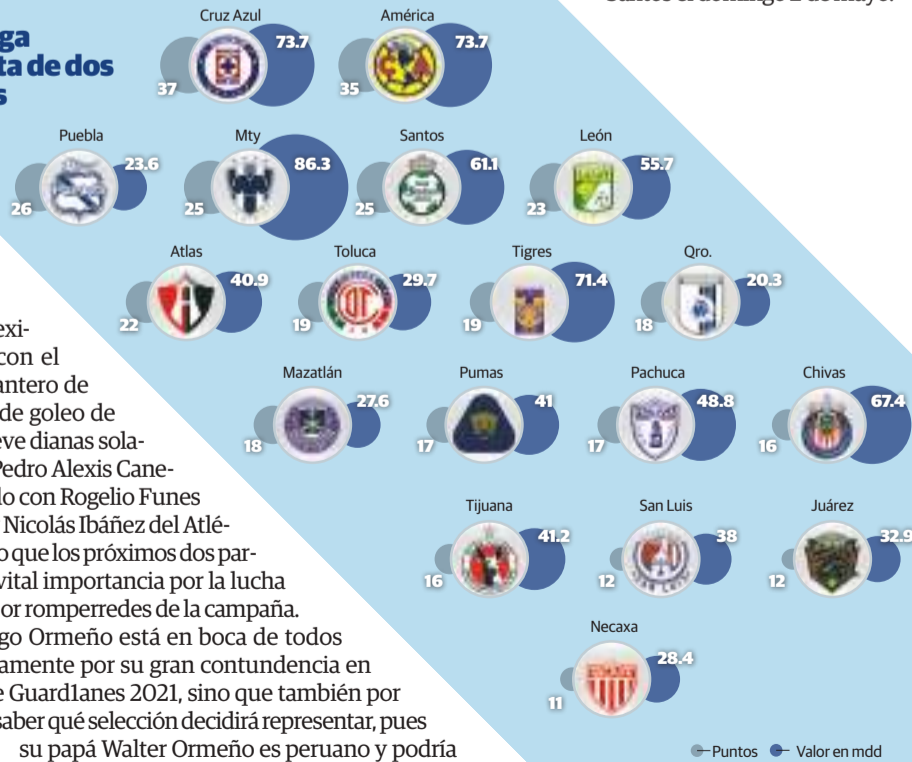 ga
ta de dos
s
Cruz Azul
37
73.7
América
35
73.7
Puebla
26
23.6
Mty
25
86.3
Santos
25
61.1
León
23
55.7
Atlas
22
40.9
Toluca
19
29.7
Tigres
19
71.4
Qro.
18
20.3
Mazatlán
18
27.6
Pumas
17
41
Pachuca
17
48.8
Chivas
16
67.4
Tijuana
16
41.2
San Luis
12
38
Juárez
12
32.9
Necaxa
11
28.4
Puntos
Valor en mdd
exi-
con el
antero de
de goleo de
eve dianas sola-
Pedro Alexis Cane-
lo con Rogelio Funes
Nicolás Ibáñez del Atlé-
o que los próximos dos par-
vital importancia por la lucha
or romperredes de la campaña.
go Ormeño está en boca de todos
amente por su gran contundencia en
e Guard1anes 2021, sino que también por
saber qué selección decidirá representar, pues
su papá Walter Ormeño es peruano y podría